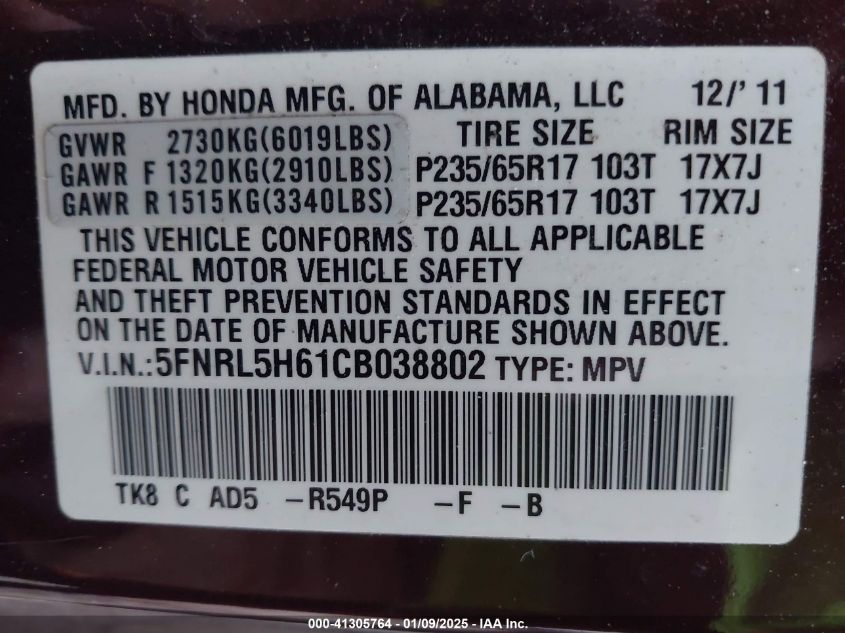 MFD. BY HONDA MFG. OF ALABAMA, LLC 12/'11
GVWR 2730KG(6019LBS) TIRE SIZE RIM SIZE
GAWR F 1320KG(2910LBS) P235/65R17 103T 17X7J
GAWR R 1515KG(3340LBS) P235/65R17 103T 17X7J
THIS VEHICLE CONFORMS TO ALL APPLICABLE
FEDERAL MOTOR VEHICLE SAFETY
AND THEFT PREVENTION STANDARDS IN EFFECT
ON THE DATE OF MANUFACTURE SHOWN ABOVE.
V.I.N.:5FNRL5H61CB038802 TYPE: MPV
TK8 C AD5 -R549P -F -B
000-41305764 - 01/09/2025 - IAA Inc.